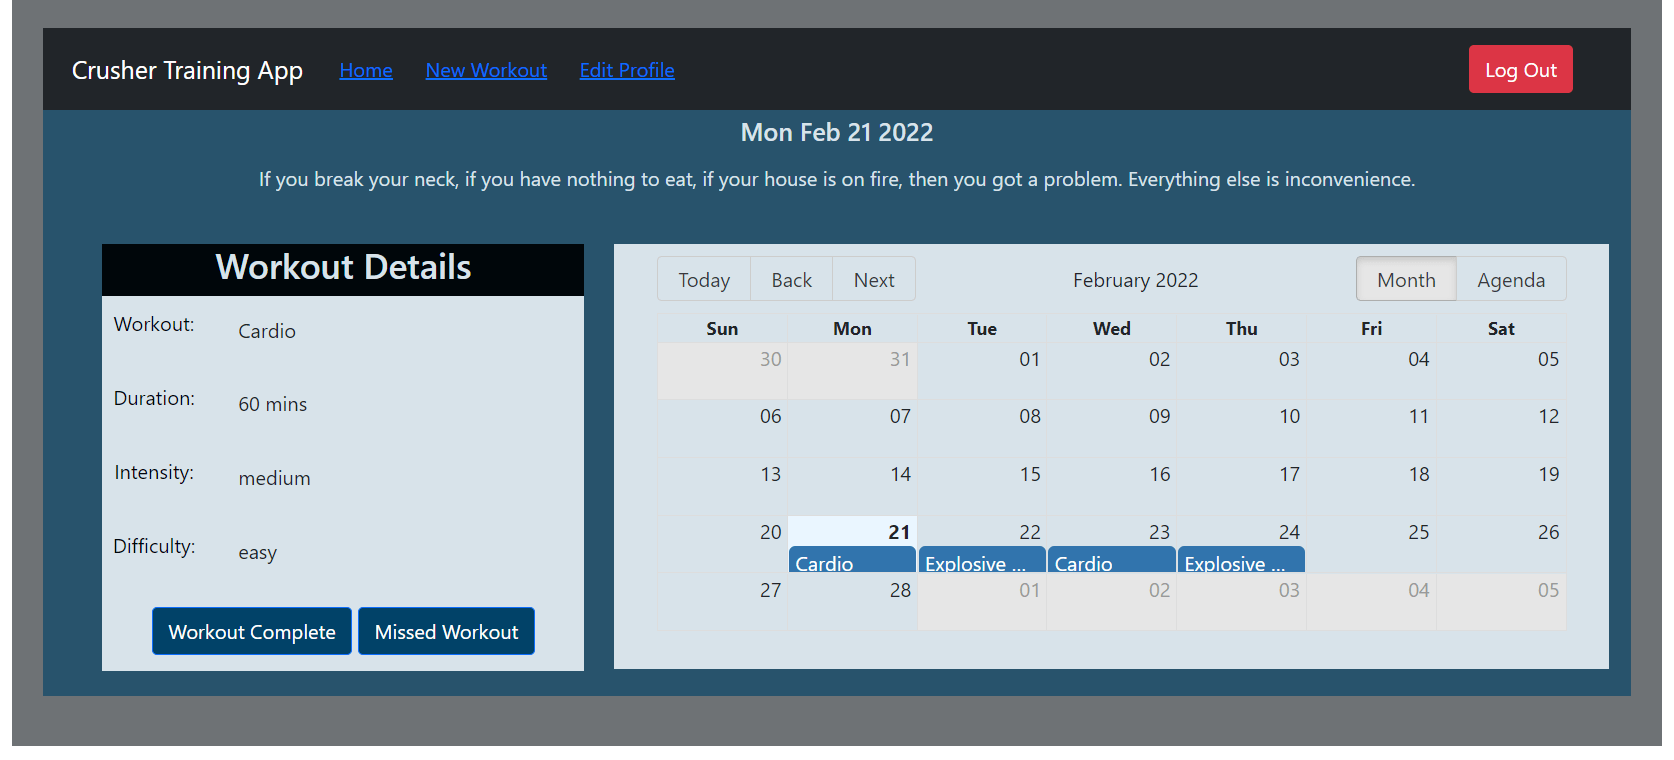 Crusher Training App Home New Workout Edit Profile Log Out
Mon Feb 21 2022
If you break your neck, if you have nothing to eat, if your house is on fire, then you got a problem. Everything else is inconvenience.
Workout Details
Workout: Cardio
Duration: 60 mins
Intensity: medium
Difficulty: easy
Workout Complete Missed Workout
Today Back Next February 2022 Month Agenda
Sun Mon Tue Wed Thu Fri Sat
30 31 01 02 03 04 05
06 07 08 09 10 11 12
13 14 15 16 17 18 19
20 21 22 23 24 25 26
Cardio Explosive ... Cardio Explosive ...
27 28 01 02 03 04 05